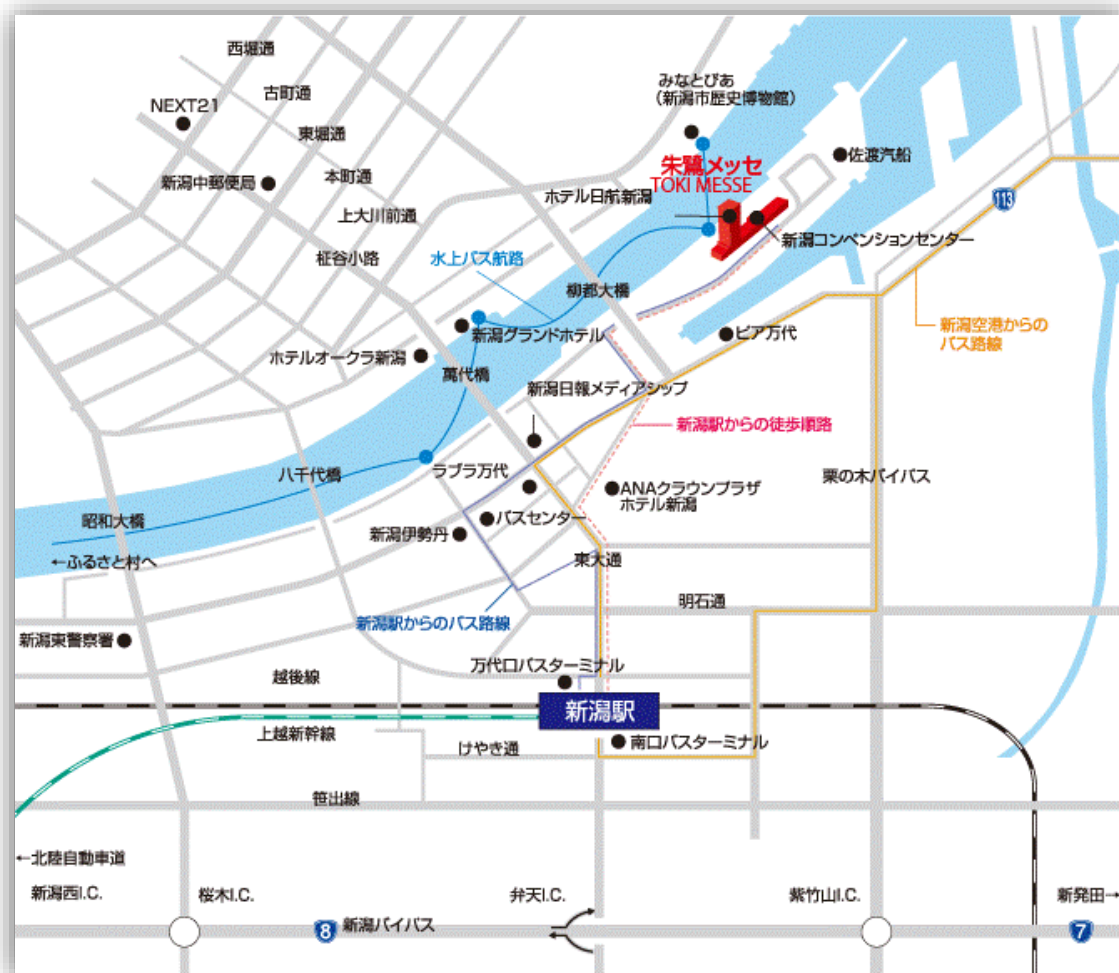 西堀通
NEXT21
古町通
東堀通
新潟中郵便局
本町通
上大川前通
柾谷小路
みなとぴあ
(新潟市歴史博物館)
朱鷺メッセ
TOKI MESSE
佐渡汽船
ホテル日航新潟
113
新潟コンベンションセンター
水上バス航路
柳都大橋
新潟グランドホテル
ピア万代
新潟空港からの
バス路線
ホテルオークラ新潟
萬代橋
新潟日報メディアシップ
新潟駅からの徒歩順路
八千代橋
ラブラ万代
栗の木バイパス
ANAクラウンプラザ
ホテル新潟
昭和大橋
バスセンター
新潟伊勢丹
←ふるさと村へ
東大通
明石通
新潟駅からのバス路線
新潟東警察署
万代口バスターミナル
越後線
新潟駅
上越新幹線
けやき通
南口バスターミナル
笹出線
←北陸自動車道
新潟西I.C.
桜木I.C.
弁天I.C.
紫竹山I.C.
新発田→
8
新潟バイパス
7